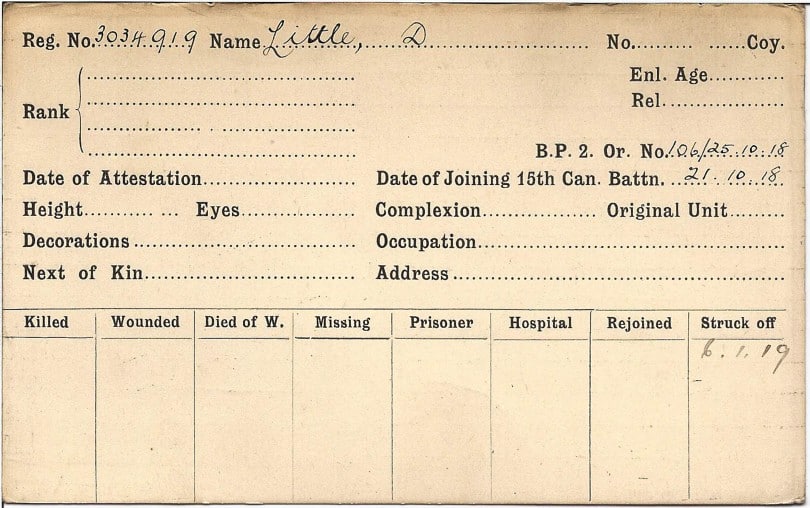 Reg. No. 3034919 Name Little, D No. Coy.
Enl. Age
Rel.
Rank
B.P. 2. Or. No. 106/25.10.18
Date of Attestation Date of Joining 15th Can. Battn. 21.10.18
Height Eyes Complexion Original Unit
Decorations Occupation
Next of Kin Address
Killed Wounded Died of W. Missing Prisoner Hospital Rejoined Struck off
6.1.19